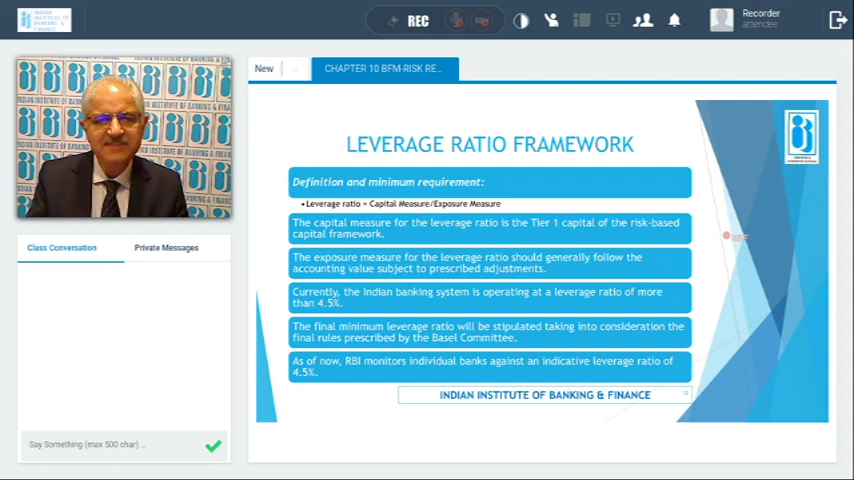 INDIAN
INSTITUTE OF
BANKING &
FINANCE
REC
Recorder
attendee
New
CHAPTER 10 BFM-RISK RE...
LEVERAGE RATIO FRAMEWORK
Definition and minimum requirement:
• Leverage ratio = Capital Measure/Exposure Measure
The capital measure for the leverage ratio is the Tier 1 capital of the risk-based
capital framework.
The exposure measure for the leverage ratio should generally follow the
accounting value subject to prescribed adjustments.
Currently, the Indian banking system is operating at a leverage ratio of more
than 4.5%.
The final minimum leverage ratio will be stipulated taking into consideration the
final rules prescribed by the Basel Committee.
As of now, RBI monitors individual banks against an indicative leverage ratio of
4.5%.
INDIAN INSTITUTE OF BANKING & FINANCE
IIBF
Class Conversation
Private Messages
Say Something (max 500 char) ...